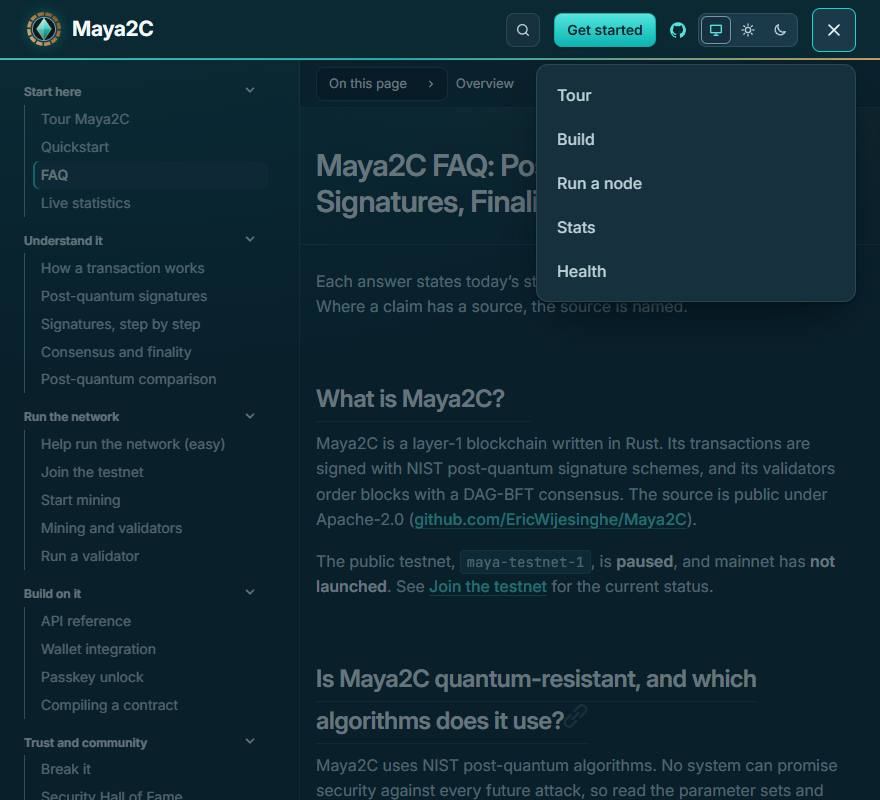 Maya2C
Get started
Start here
Tour Maya2C
Quickstart
FAQ
Live statistics
Understand it
How a transaction works
Post-quantum signatures
Signatures, step by step
Consensus and finality
Post-quantum comparison
Run the network
Help run the network (easy)
Join the testnet
Start mining
Mining and validators
Run a validator
Build on it
API reference
Wallet integration
Passkey unlock
Compiling a contract
Trust and community
Break it
Security Hall of Fame
On this page
Overview
Tour
Build
Run a node
Stats
Health
Maya2C FAQ:
Signatures,
Each answer states today's
Where a claim has a source, the source is named.
What is Maya2C?
Maya2C is a layer-1 blockchain written in Rust. Its transactions are
signed with NIST post-quantum signature schemes, and its validators
order blocks with a DAG-BFT consensus. The source is public under
Apache-2.0 (github.com/EricWijesinghe/Maya2C).
The public testnet, maya-testnet-1, is paused, and mainnet has not
launched. See Join the testnet for the current status.
Is Maya2C quantum-resistant, and which
algorithms does it use?
Maya2C uses NIST post-quantum algorithms. No system can promise
security against every future attack, so read the parameter sets and